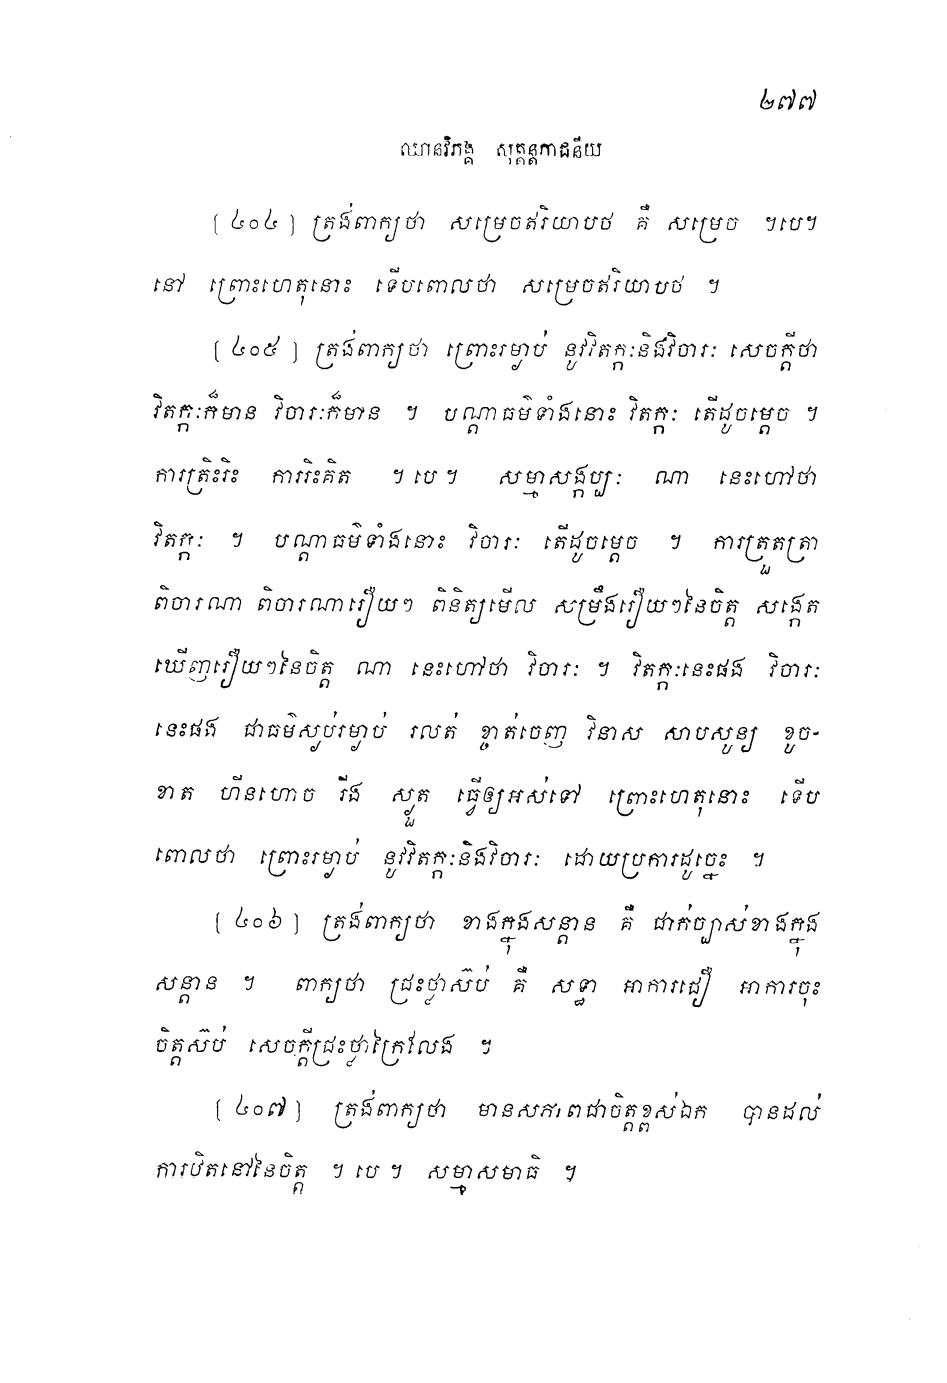 ២៧៧
ឈានវិភង្គ សុត្តន្តភាជនីយ
[ ៤០៤ ] ត្រង់ពាក្យថា សម្រេចឥរិយាបថ គឺ សម្រេច ។បេ។
នៅ ព្រោះហេតុនោះ ទើបពោលថា សម្រេចឥរិយាបថ ។
[ ៤០៥ ] ត្រង់ពាក្យថា ព្រោះរម្ងាប់ នូវវិតក្កៈនិងវិចារៈ សេចក្តីថា
វិតក្កៈក៏មាន វិចារៈក៏មាន ។ បណ្តាធម៌ទាំងនោះ វិតក្កៈ តើដូចម្តេច ។
ការត្រិះរិះ ការរិះគិត ។ បេ ។ សម្មាសង្កប្បៈ ណា នេះហៅថា
វិតក្កៈ ។ បណ្តាធម៌ទាំងនោះ វិចារៈ តើដូចម្តេច ។ ការត្រួតត្រា
ពិចារណា ពិចារណារឿយៗ ពិនិត្យមើល សម្រឹងរឿយៗនៃចិត្ត សង្កេត
ឃើញរឿយៗនៃចិត្ត ណា នេះហៅថា វិចារៈ ។ វិតក្កៈនេះផង វិចារៈ
នេះផង ជាធម៌ស្ងប់រម្ងាប់ រលត់ ខ្ចាត់ចេញ វិនាស សាបសូន្យ ខូច-
ខាត ហិនហោច រីង ស្ងួត ធ្វើឲ្យអស់ទៅ ព្រោះហេតុនោះ ទើប
ពោលថា ព្រោះរម្ងាប់ នូវវិតក្កៈនិងវិចារៈ ដោយប្រការដូច្នេះ ។
[ ៤០៦ ] ត្រង់ពាក្យថា ខាងក្នុងសន្តាន គឺ ជាក់ច្បាស់ខាងក្នុង
សន្តាន ។ ពាក្យថា ជ្រះថ្លាស៊ប់ គឺ សទ្ធា អាការជឿ អាការចុះ
ចិត្តស៊ប់ សេចក្តីជ្រះថ្លាក្រៃលែង ។
[ ៤០៧ ] ត្រង់ពាក្យថា មានសភាពជាចិត្តខ្ពស់ឯក បានដល់
ការឋិតនៅនៃចិត្ត ។ បេ ។ សម្មាសមាធិ ។